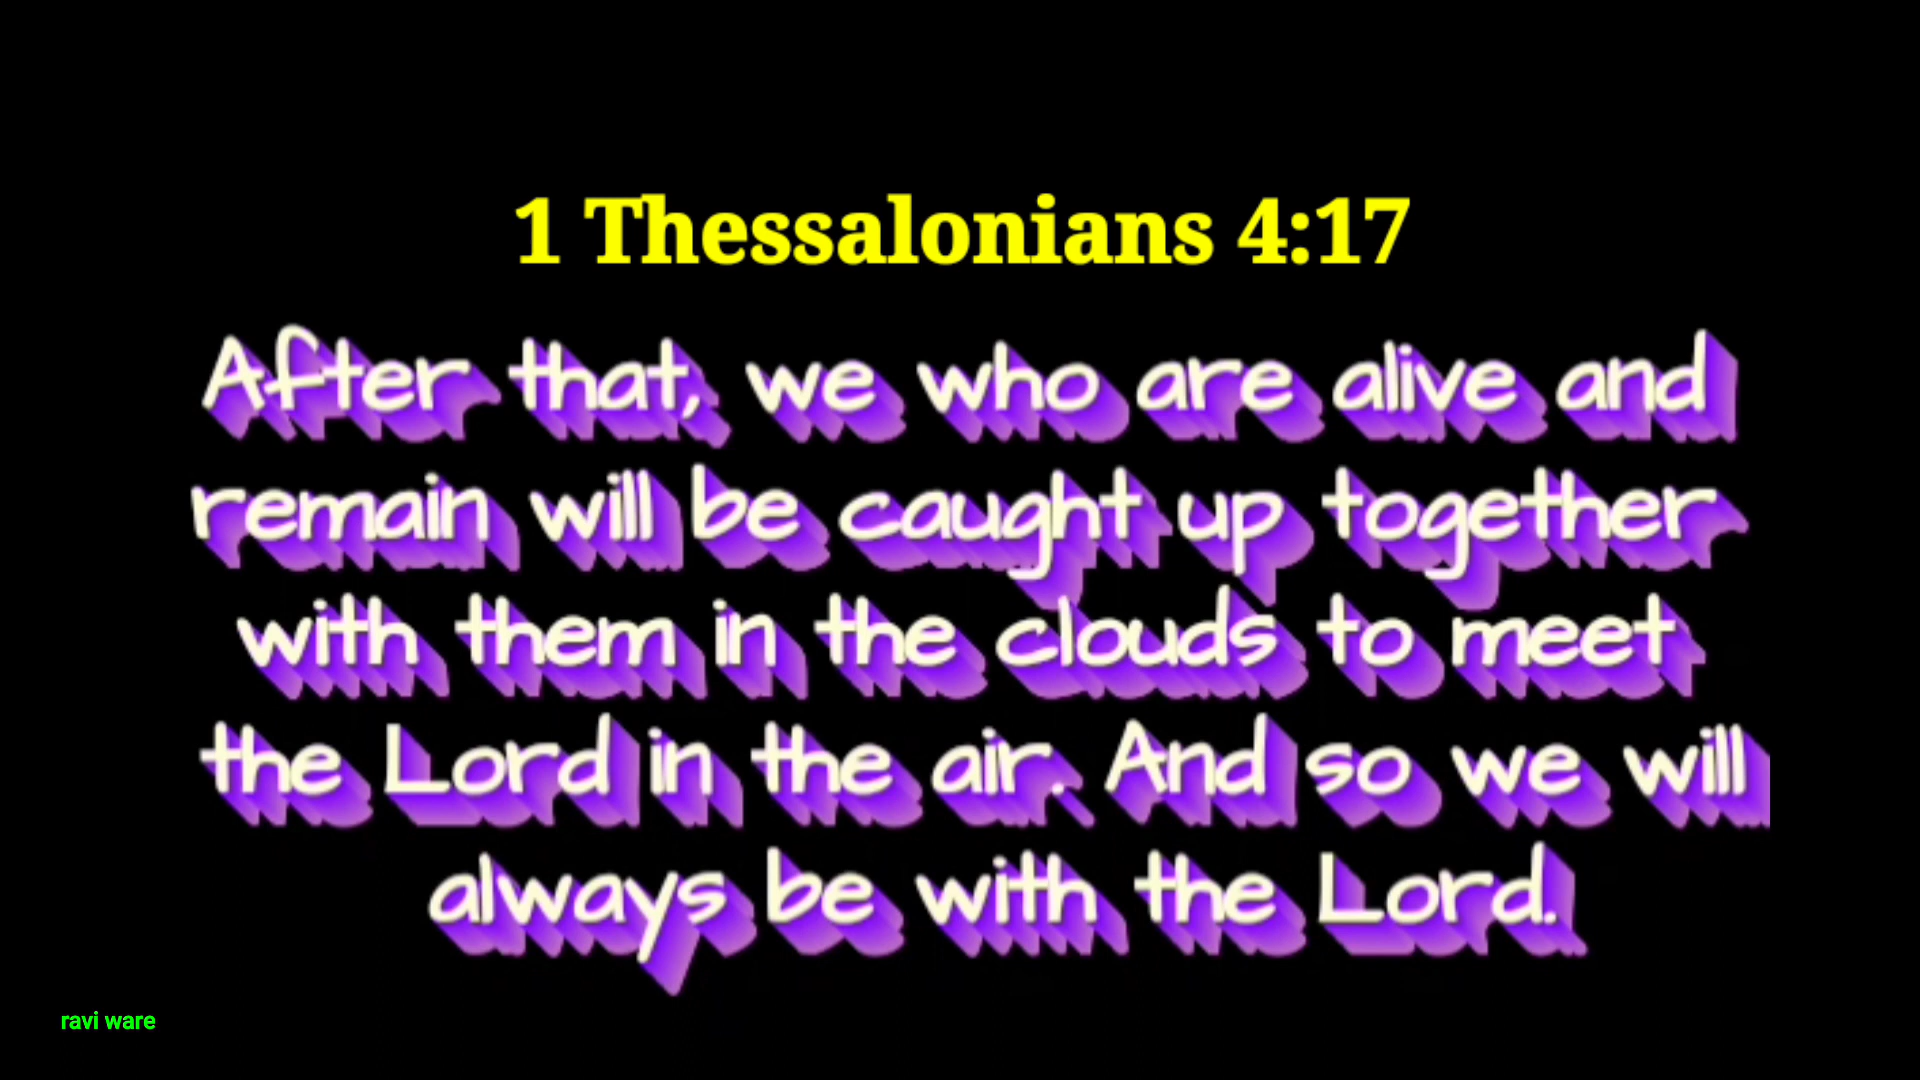 1 Thessalonians 4:17
After that, we who are alive and
remain will be caught up together
with them in the clouds to meet
the Lord in the air. And so we will
always be with the Lord.
ravi ware